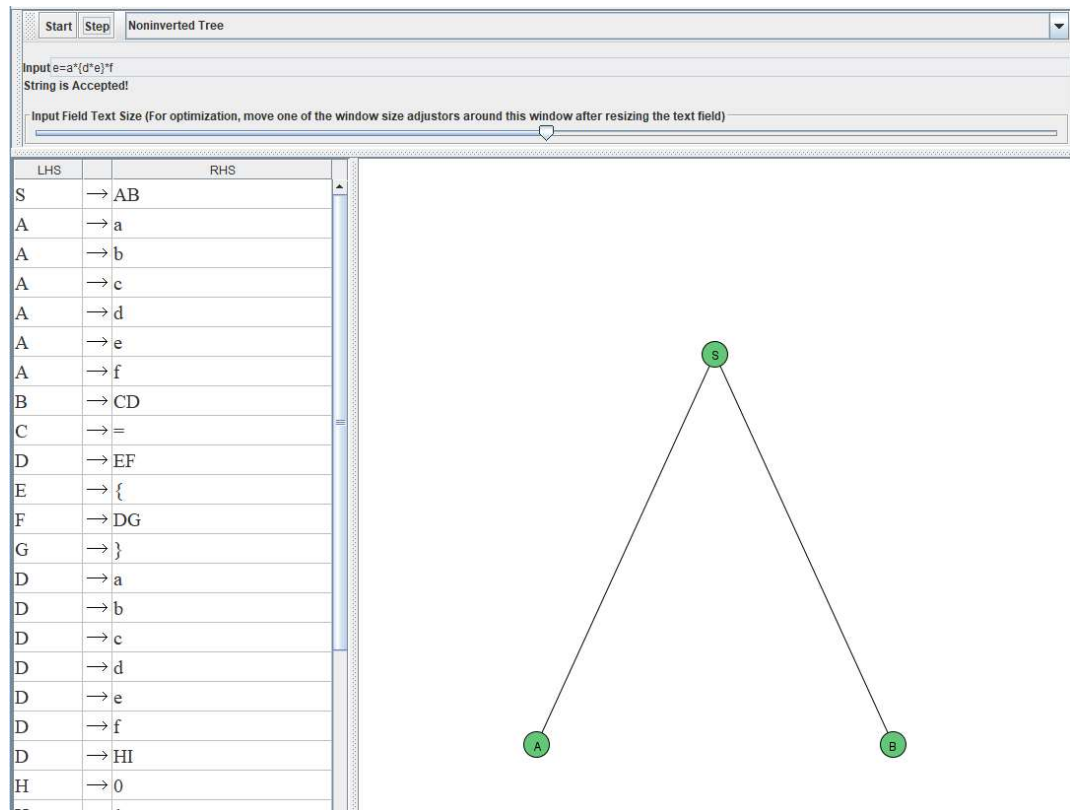 Start Step Noninverted Tree
Input e=a*{d*e}*f
String is Accepted!
Input Field Text Size (For optimization, move one of the window size adjustors around this window after resizing the text field)
LHS RHS
S → AB
A → a
A → b
A → c
A → d
A → e
A → f
B → CD
C → =
D → EF
E → {
F → DG
G → }
D → a
D → b
D → c
D → d
D → e
D → f
D → HI
H → 0
S
A B